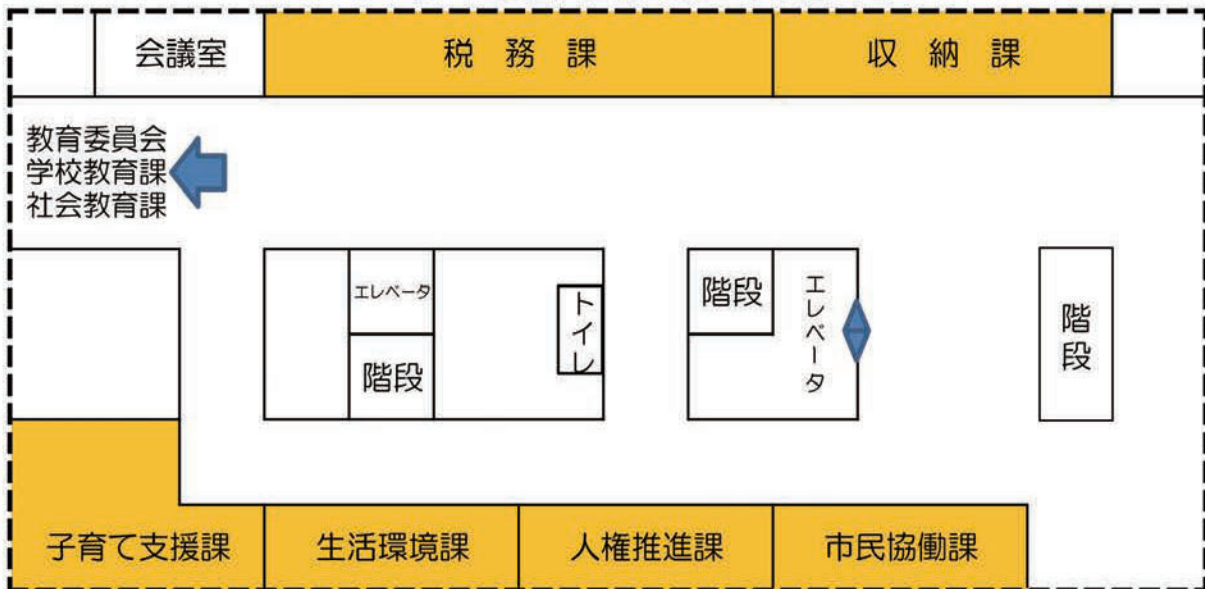 会議室
税務課
収納課
教育委員会
学校教育課
社会教育課
エレベータ
階段
トイレ
階段
エレベータ
階段
子育て支援課
生活環境課
人権推進課
市民協働課